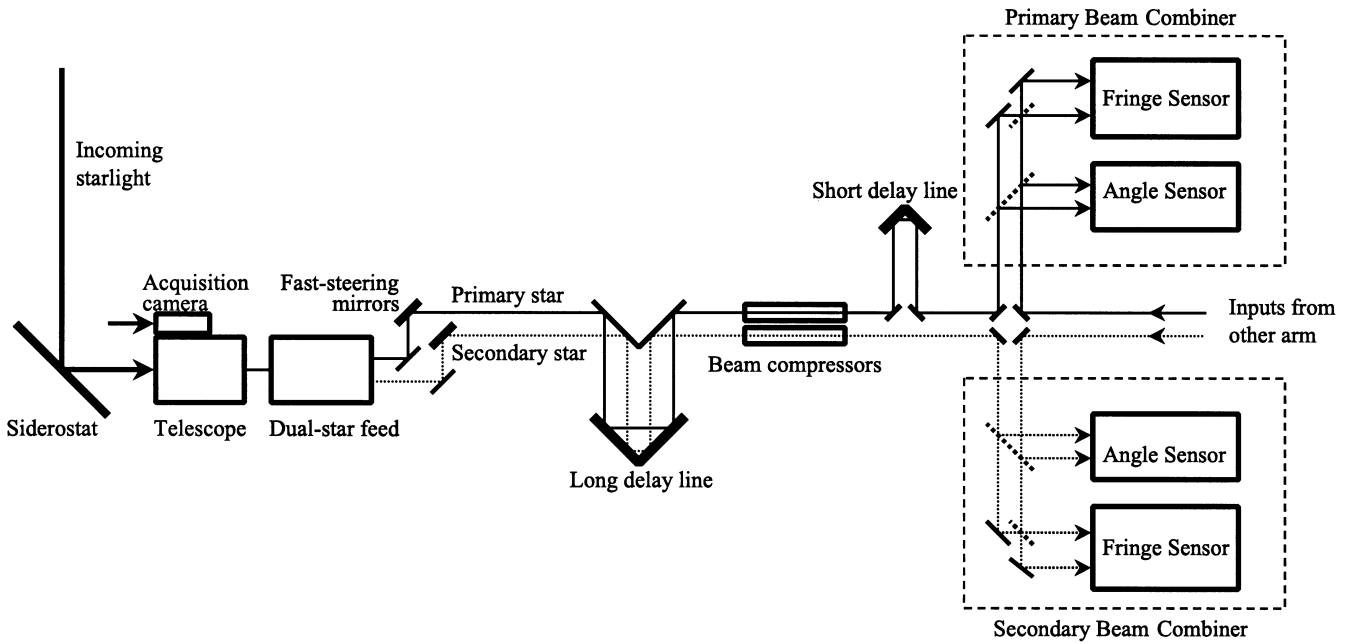 Primary Beam Combiner
Fringe Sensor
Incoming
starlight
Short delay line
Angle Sensor
Acquisition
camera
Fast-steering
mirrors
Primary star
Inputs from
other arm
Secondary star
Beam compressors
Siderostat
Telescope
Dual-star feed
Long delay line
Angle Sensor
Fringe Sensor
Secondary Beam Combiner